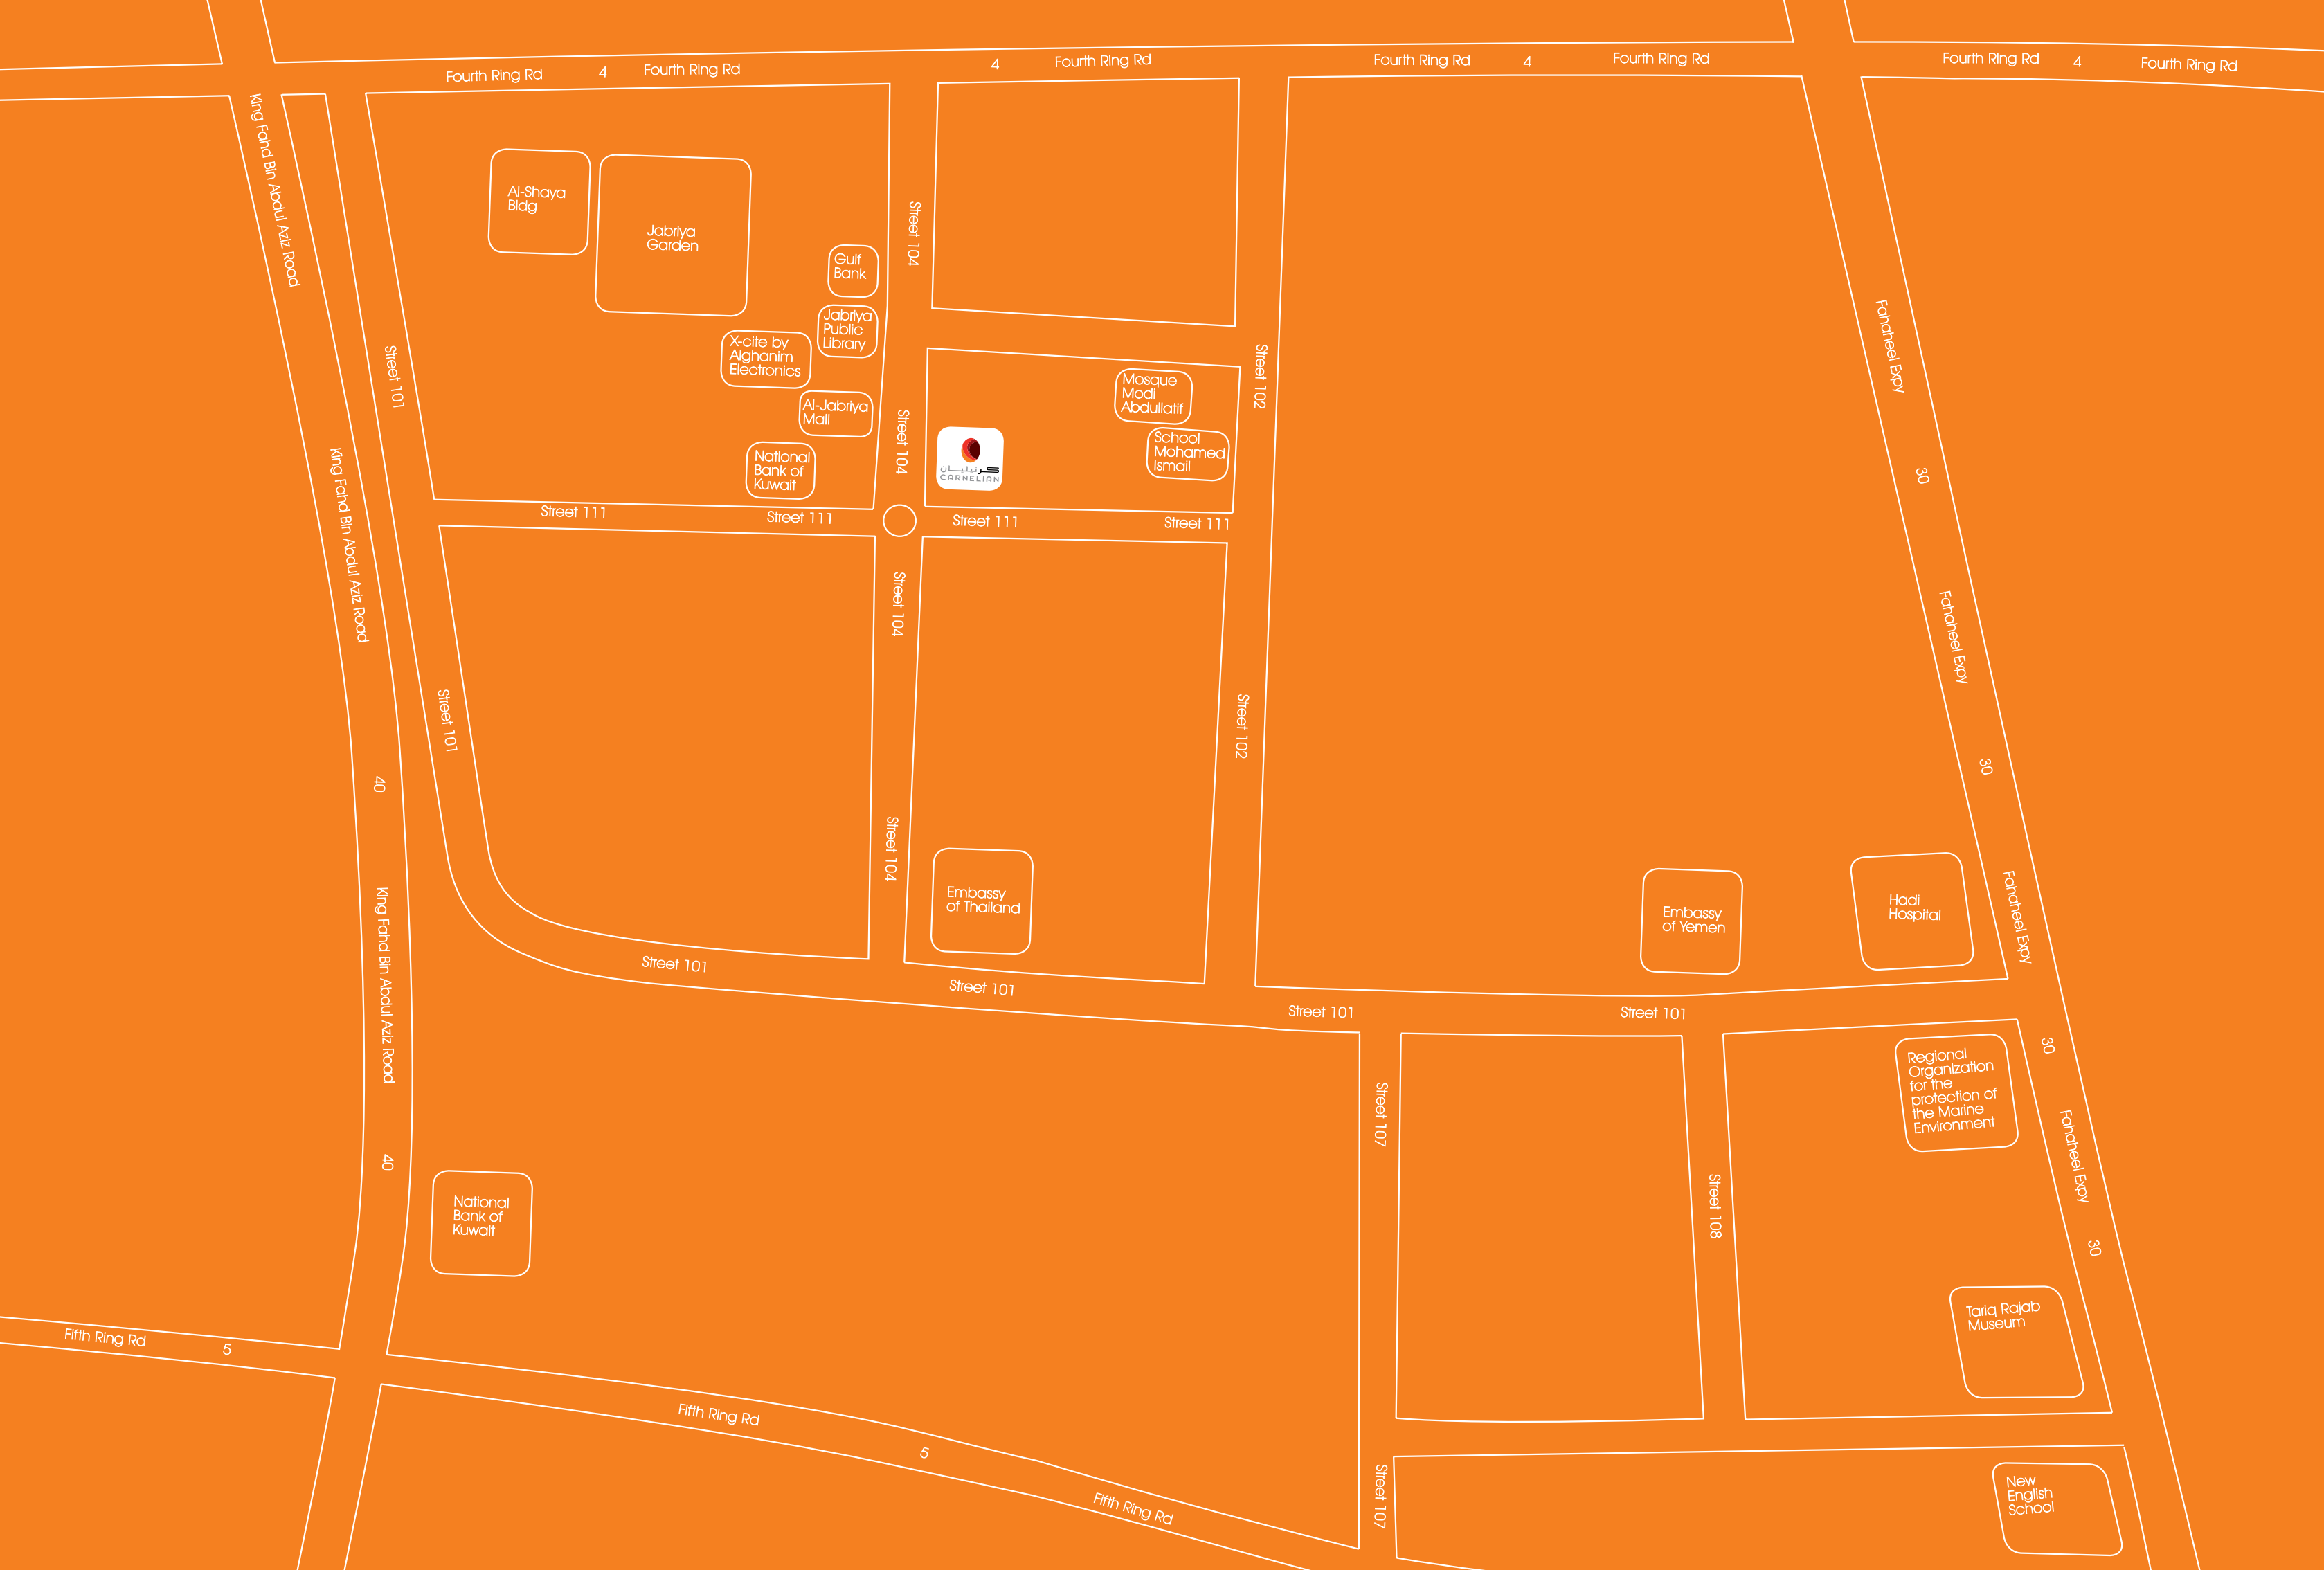 Fourth Ring Rd
4
Fourth Ring Rd
4
Fourth Ring Rd
Fourth Ring Rd
4
Fourth Ring Rd
Fourth Ring Rd
4
Fourth Ring Rd
King Fahd Bin Abdul Aziz Road
Al-Shaya
Bldg
Jabriya
Garden
Gulf
Bank
Street 104
Jabriya
Public
Library
X-cite by
Alghanim
Electronics
Street 101
Al-Jabriya
Mall
National
Bank of
Kuwait
Street 104
كرنيليان
CARNELIAN
Mosque
Modi
Abdullatif
School
Mohamed
Ismail
Street 102
Fahaheel Expy
30
Street 111
Street 111
Street 111
Street 111
King Fahd Bin Abdul Aziz Road
Street 104
Fahaheel Expy
Street 101
Street 102
30
40
Street 104
Embassy
of Thailand
Embassy
of Yemen
Hadi
Hospital
Fahaheel Expy
King Fahd Bin Abdul Aziz Road
Street 101
Street 101
Street 101
Street 101
30
Regional
Organization
for the
protection of
the Marine
Environment
Street 107
Fahaheel Expy
40
National
Bank of
Kuwait
Street 108
30
Tariq Rajab
Museum
Fifth Ring Rd
5
Fifth Ring Rd
5
Fifth Ring Rd
Street 107
New
English
School